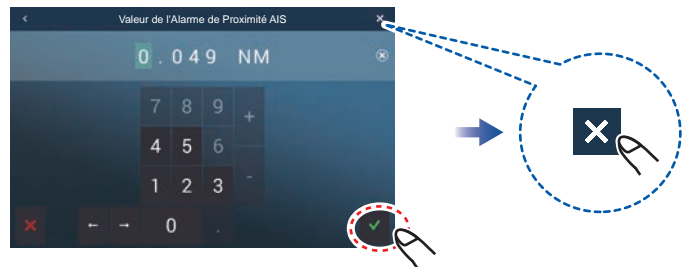 Valeur de l'Alarme de Proximité AIS
0.049 NM
7 8 9 +
4 5 6
1 2 3 -
← → 0 .